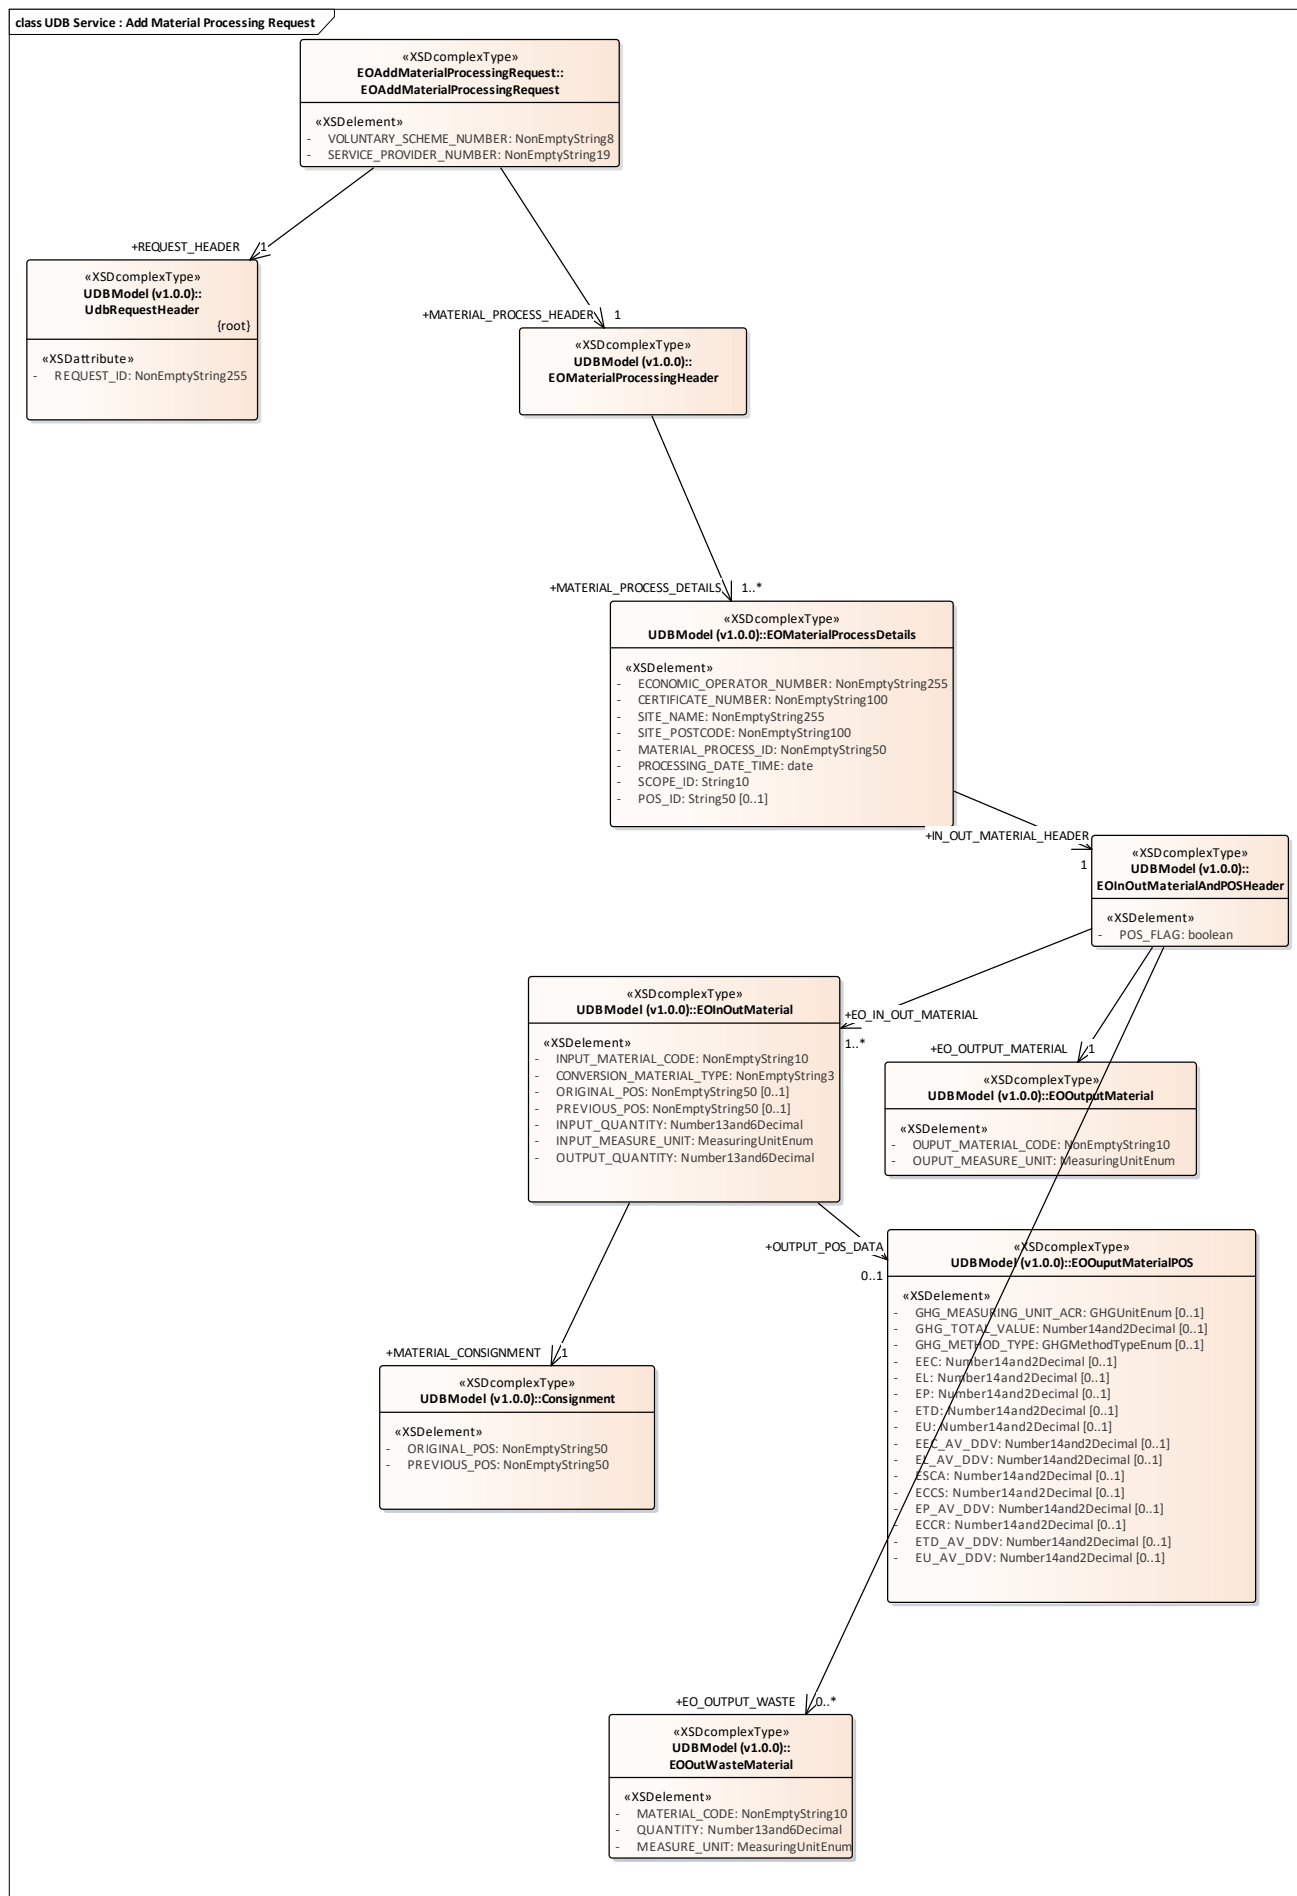 class UDB Service : Add Material Processing Request
«XSDcomplexType»
EOAddMaterialProcessingRequest::
EOAddMaterialProcessingRequest
«XSDelement»
- VOLUNTARY_SCHEME_NUMBER: NonEmptyString8
- SERVICE_PROVIDER_NUMBER: NonEmptyString19
+REQUEST_HEADER 1
«XSDcomplexType»
UDBModel (v1.0.0)::
UdbRequestHeader
{root}
«XSDattribute»
- REQUEST_ID: NonEmptyString255
+MATERIAL_PROCESS_HEADER 1
«XSDcomplexType»
UDBModel (v1.0.0)::
EOMaterialProcessingHeader
+MATERIAL_PROCESS_DETAILS 1..*
«XSDcomplexType»
UDBModel (v1.0.0)::EOMaterialProcessDetails
«XSDelement»
- ECONOMIC_OPERATOR_NUMBER: NonEmptyString255
- CERTIFICATE_NUMBER: NonEmptyString100
- SITE_NAME: NonEmptyString255
- SITE_POSTCODE: NonEmptyString100
- MATERIAL_PROCESS_ID: NonEmptyString50
- PROCESSING_DATE_TIME: date
- SCOPE_ID: String10
- POS_ID: String50 [0..1]
+IN_OUT_MATERIAL_HEADER
1
«XSDcomplexType»
UDBModel (v1.0.0)::
EOInOutMaterialAndPOSHeader
«XSDelement»
- POS_FLAG: boolean
+EO_IN_OUT_MATERIAL
1..*
«XSDcomplexType»
UDBModel (v1.0.0)::EOInOutMaterial
«XSDelement»
- INPUT_MATERIAL_CODE: NonEmptyString10
- CONVERSION_MATERIAL_TYPE: NonEmptyString3
- ORIGINAL_POS: NonEmptyString50 [0..1]
- PREVIOUS_POS: NonEmptyString50 [0..1]
- INPUT_QUANTITY: Number13and6Decimal
- INPUT_MEASURE_UNIT: MeasuringUnitEnum
- OUTPUT_QUANTITY: Number13and6Decimal
+EO_OUTPUT_MATERIAL 1
«XSDcomplexType»
UDBModel (v1.0.0)::EOOutputMaterial
«XSDelement»
- OUPUT_MATERIAL_CODE: NonEmptyString10
- OUPUT_MEASURE_UNIT: MeasuringUnitEnum
+OUTPUT_POS_DATA
0..1
«XSDcomplexType»
UDBModel (v1.0.0)::EOOuputMaterialPOS
«XSDelement»
- GHG_MEASURING_UNIT_ACR: GHGUnitEnum [0..1]
- GHG_TOTAL_VALUE: Number14and2Decimal [0..1]
- GHG_METHOD_TYPE: GHGMethodTypeEnum [0..1]
- EEC: Number14and2Decimal [0..1]
- EL: Number14and2Decimal [0..1]
- EP: Number14and2Decimal [0..1]
- ETD: Number14and2Decimal [0..1]
- EU: Number14and2Decimal [0..1]
- EEC_AV_DDV: Number14and2Decimal [0..1]
- EL_AV_DDV: Number14and2Decimal [0..1]
- ESCA: Number14and2Decimal [0..1]
- ECCS: Number14and2Decimal [0..1]
- EP_AV_DDV: Number14and2Decimal [0..1]
- ECCR: Number14and2Decimal [0..1]
- ETD_AV_DDV: Number14and2Decimal [0..1]
- EU_AV_DDV: Number14and2Decimal [0..1]
+MATERIAL_CONSIGNMENT 1
«XSDcomplexType»
UDBModel (v1.0.0)::Consignment
«XSDelement»
- ORIGINAL_POS: NonEmptyString50
- PREVIOUS_POS: NonEmptyString50
+EO_OUTPUT_WASTE 0..*
«XSDcomplexType»
UDBModel (v1.0.0)::
EOOutWasteMaterial
«XSDelement»
- MATERIAL_CODE: NonEmptyString10
- QUANTITY: Number13and6Decimal
- MEASURE_UNIT: MeasuringUnitEnum